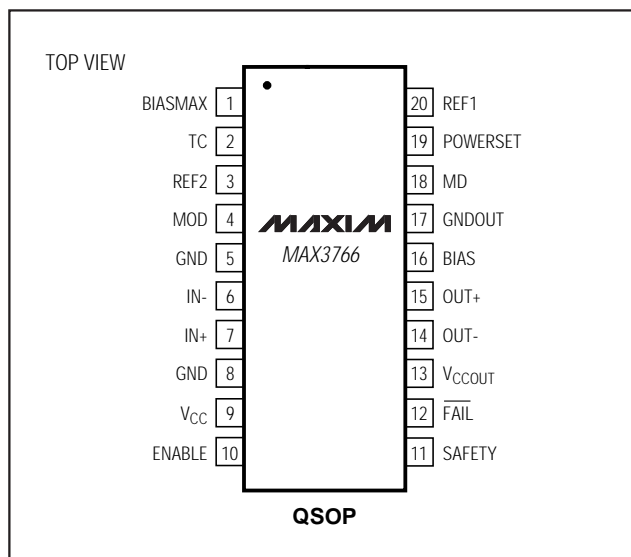 TOP VIEW
BIASMAX 1
TC 2
REF2 3
MOD 4
GND 5
IN- 6
IN+ 7
GND 8
VCC 9
ENABLE 10
MAXIM
MAX3766
20 REF1
19 POWERSET
18 MD
17 GNDOUT
16 BIAS
15 OUT+
14 OUT-
13 VCCOUT
12 FAIL
11 SAFETY
QSOP